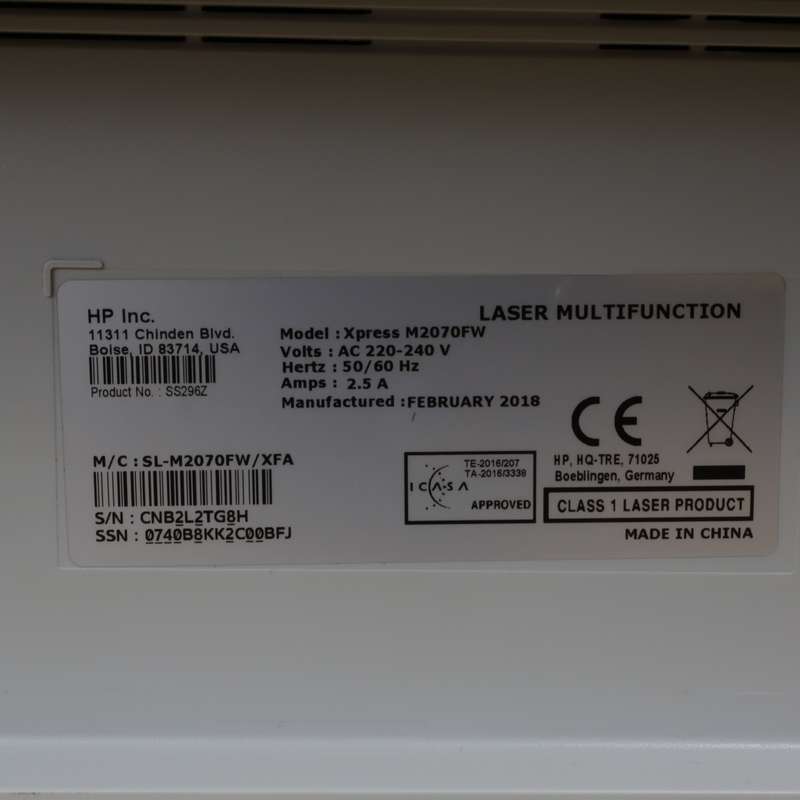 HP Inc.
11311 Chinden Blvd.
Boise, ID 83714, USA
Product No. : SS296Z
LASER MULTIFUNCTION
Model : Xpress M2070FW
Volts : AC 220-240 V
Hertz : 50/60 Hz
Amps : 2.5 A
Manufactured : FEBRUARY 2018
M/C : SL-M2070FW/XFA
S/N : CNB2L2TG8H
SSN : 0740B8KK2C00BFJ
TE-2016/207
TA-2016/3339
ICASA
APPROVED
CE
HP, HQ-TRE, 71025
Boeblingen, Germany
CLASS 1 LASER PRODUCT
MADE IN CHINA